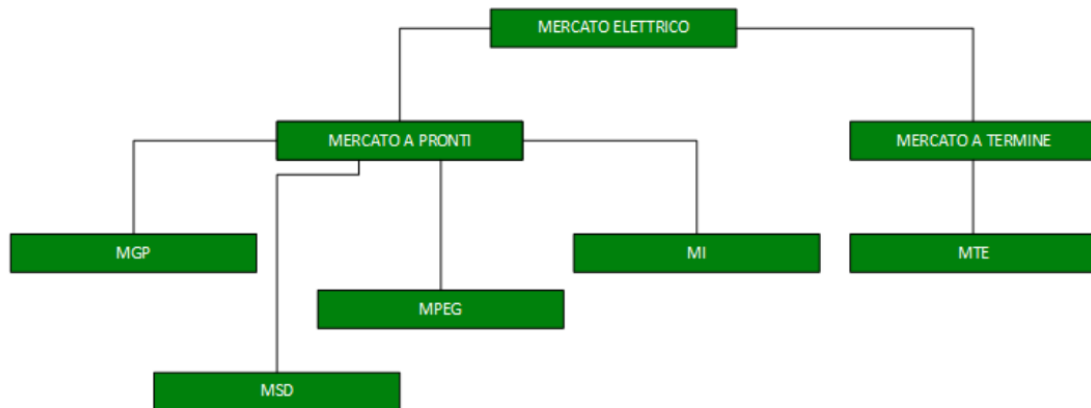 MERCATO ELETTRICO
MERCATO A PRONTI
MERCATO A TERMINE
MGP
MI
MTE
MPEG
MSD